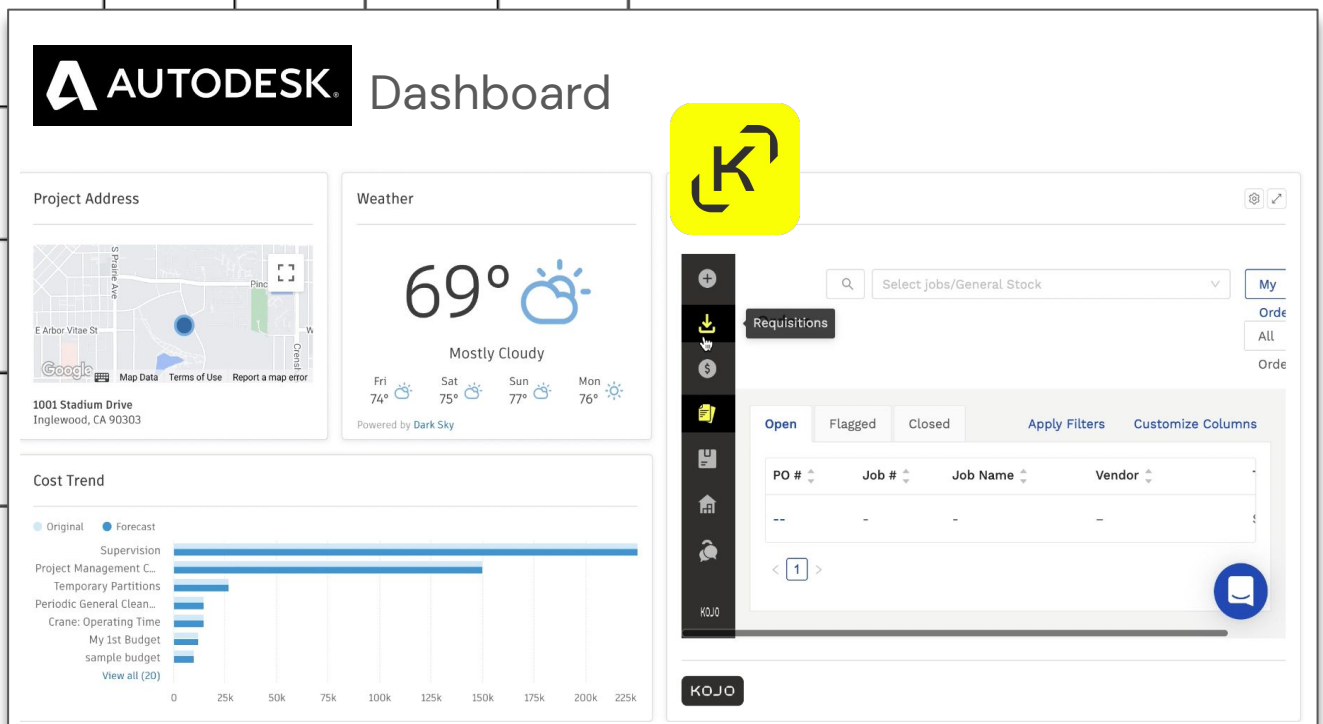 AUTODESK. Dashboard
K
Project Address
S Prairie Ave
Pinc
E Arbor Vitae St
W
Crensh
Google
Map Data Terms of Use Report a map error
1001 Stadium Drive
Inglewood, CA 90303
Weather
69°
Mostly Cloudy
Fri Sat Sun Mon
74° 75° 77° 76°
Powered by Dark Sky
Cost Trend
Original Forecast
Supervision
Project Management C...
Temporary Partitions
Periodic General Clean...
Crane: Operating Time
My 1st Budget
sample budget
View all (20)
0 25k 50k 75k 100k 125k 150k 175k 200k 225k
Select jobs/General Stock
My
Orde
All
Orde
Requisitions
Open Flagged Closed Apply Filters Customize Columns
PO # Job # Job Name Vendor
-- - - –
< 1 >
KOJO
KOJO